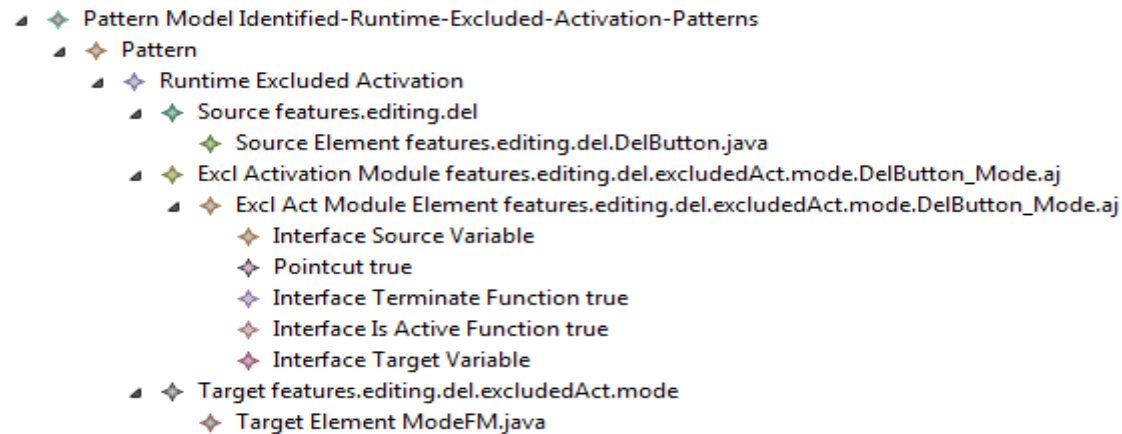 Pattern Model Identified-Runtime-Excluded-Activation-Patterns
Pattern
Runtime Excluded Activation
Source features.editing.del
Source Element features.editing.del.DelButton.java
Excl Activation Module features.editing.del.excludedAct.mode.DelButton_Mode.aj
Excl Act Module Element features.editing.del.excludedAct.mode.DelButton_Mode.aj
Interface Source Variable
Pointcut true
Interface Terminate Function true
Interface Is Active Function true
Interface Target Variable
Target features.editing.del.excludedAct.mode
Target Element ModeFM.java